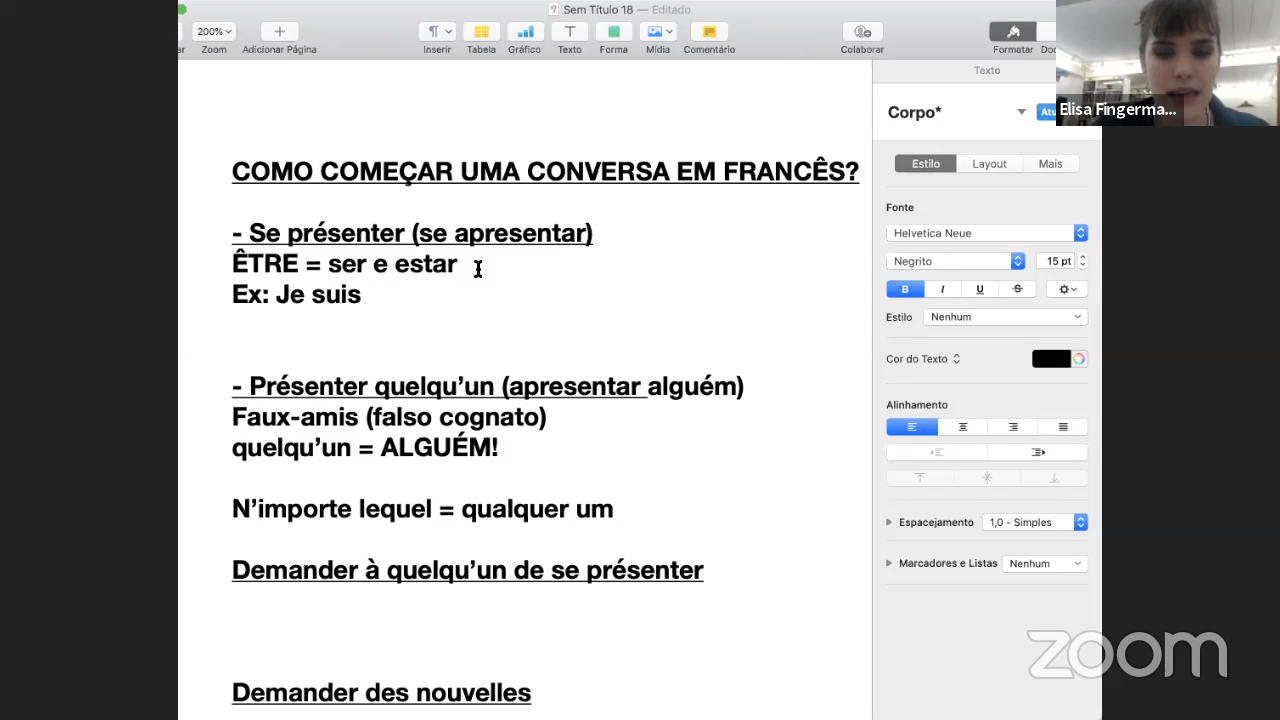 Sem Título 18 — Editado
200%
Zoom
Adicionar Página
Inserir
Tabela
Gráfico
Texto
Forma
Mídia
Comentário
Colaborar
Formatar
Texto
Elisa Fingerma...
Corpo*
COMO COMEÇAR UMA CONVERSA EM FRANCÊS?
- Se présenter (se apresentar)
ÊTRE = ser e estar
Ex: Je suis
- Présenter quelqu’un (apresentar alguém)
Faux-amis (falso cognato)
quelqu’un = ALGUÉM!
N’importe lequel = qualquer um
Demander à quelqu’un de se présenter
Demander des nouvelles
Estilo
Layout
Mais
Fonte
Helvetica Neue
Negrito
15 pt
B I U S
Estilo
Nenhum
Cor do Texto
Alinhamento
Espacejamento
1,0 - Simples
Marcadores e Listas
Nenhum
zoom